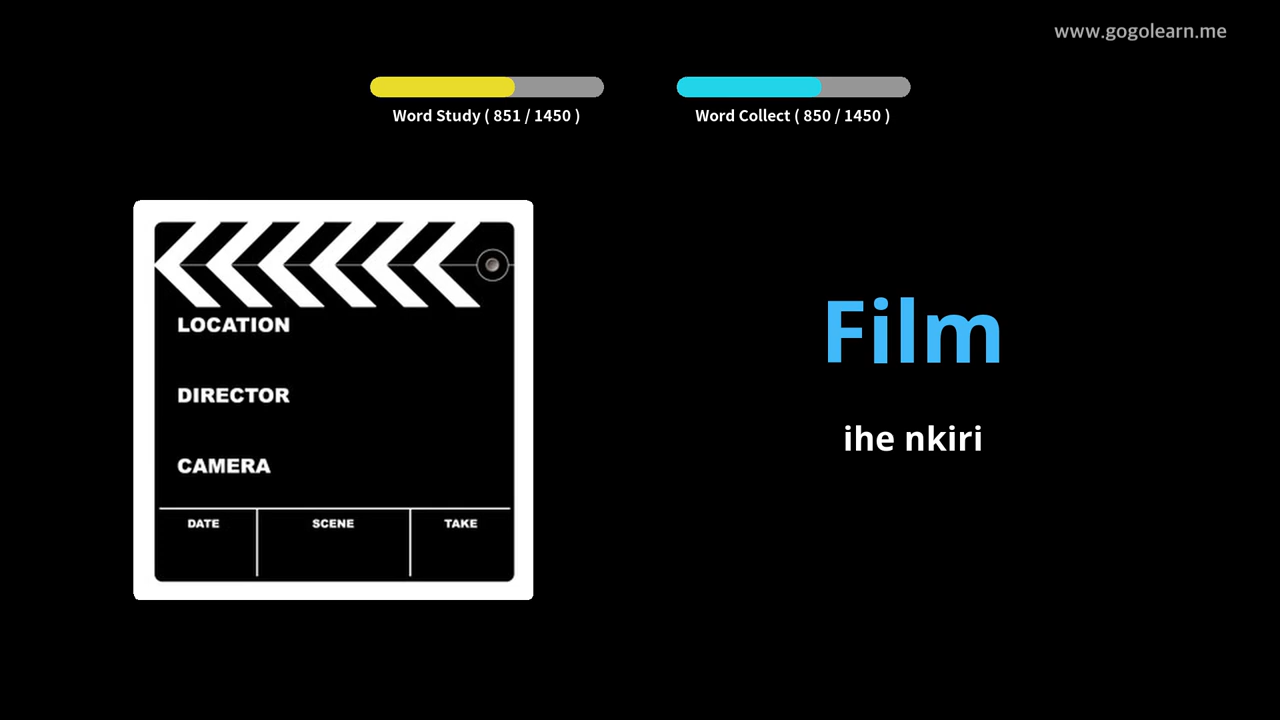 www.gogolearn.me
Word Study ( 851 / 1450 )
Word Collect ( 850 / 1450 )
LOCATION
DIRECTOR
CAMERA
DATE
SCENE
TAKE
Film
ihe nkiri